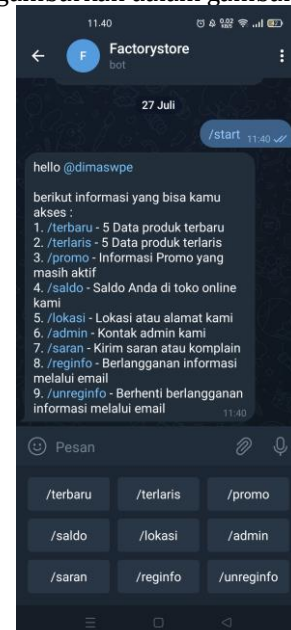 11.40
0.02
KB/S
Factorystore
F
bot
27 Juli
/start 11:40
hello @dimaswpe
berikut informasi yang bisa kamu
akses :
1. /terbaru - 5 Data produk terbaru
2. /terlaris - 5 Data produk terlaris
3. /promo - Informasi Promo yang
masih aktif
4. /saldo - Saldo Anda di toko online
kami
5. /lokasi - Lokasi atau alamat kami
6. /admin - Kontak admin kami
7. /saran - Kirim saran atau komplain
8. /reginfo - Berlangganan informasi
melalui email
9. /unreginfo - Berhenti berlangganan
informasi melalui email 11:40
Pesan
/terbaru /terlaris /promo
/saldo /lokasi /admin
/saran /reginfo /unreginfo